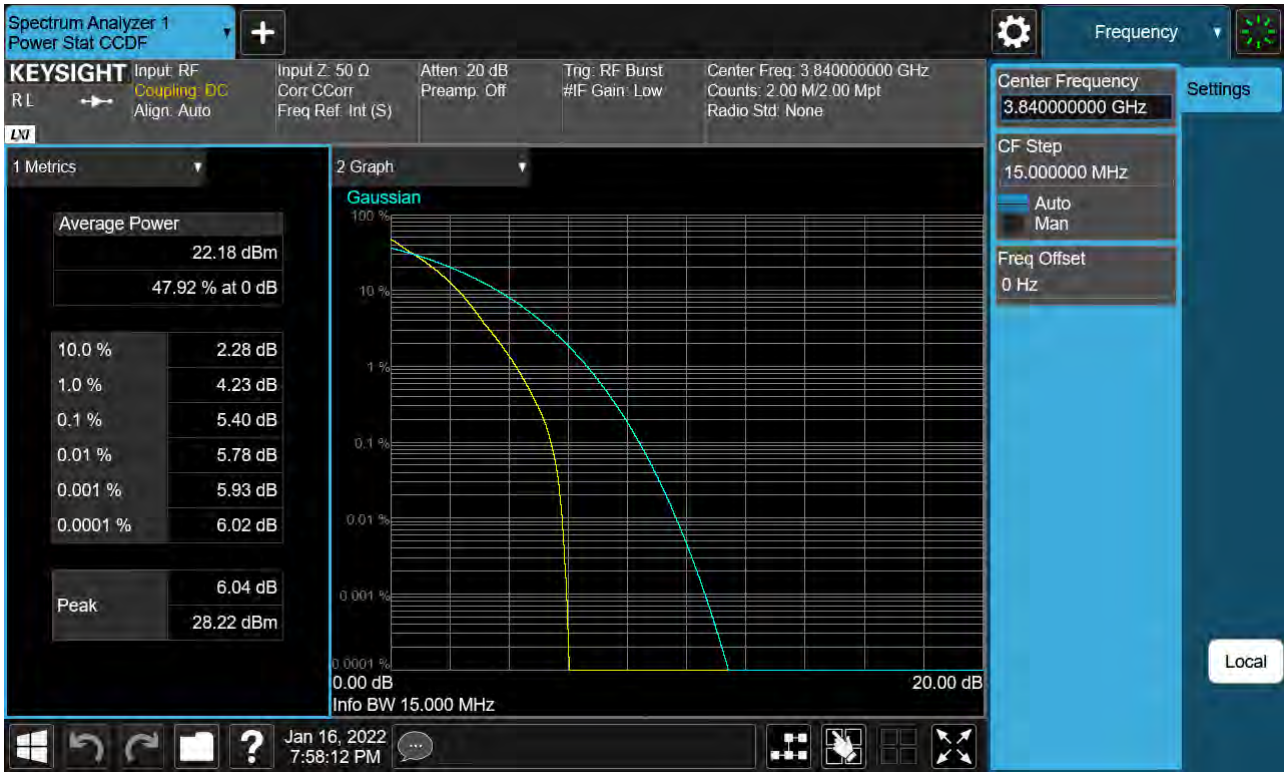 Spectrum Analyzer 1
Power Stat CCDF
Frequency
KEYSIGHT
R L
LXI
Input: RF
Coupling: DC
Align: Auto
Input Z: 50 Ω
Corr CCorr
Freq Ref: Int (S)
Atten: 20 dB
Preamp: Off
Trig: RF Burst
#IF Gain: Low
Center Freq: 3.840000000 GHz
Counts: 2.00 M/2.00 Mpt
Radio Std: None
Center Frequency
3.840000000 GHz
Settings
CF Step
15.000000 MHz
Auto
Man
Freq Offset
0 Hz
Local
1 Metrics
Average Power
22.18 dBm
47.92 % at 0 dB
10.0 % 2.28 dB
1.0 % 4.23 dB
0.1 % 5.40 dB
0.01 % 5.78 dB
0.001 % 5.93 dB
0.0001 % 6.02 dB
Peak
6.04 dB
28.22 dBm
2 Graph
Gaussian
100 %
10 %
1 %
0.1 %
0.01 %
0.001 %
0.0001 %
0.00 dB 20.00 dB
Info BW 15.000 MHz
Jan 16, 2022
7:58:12 PM